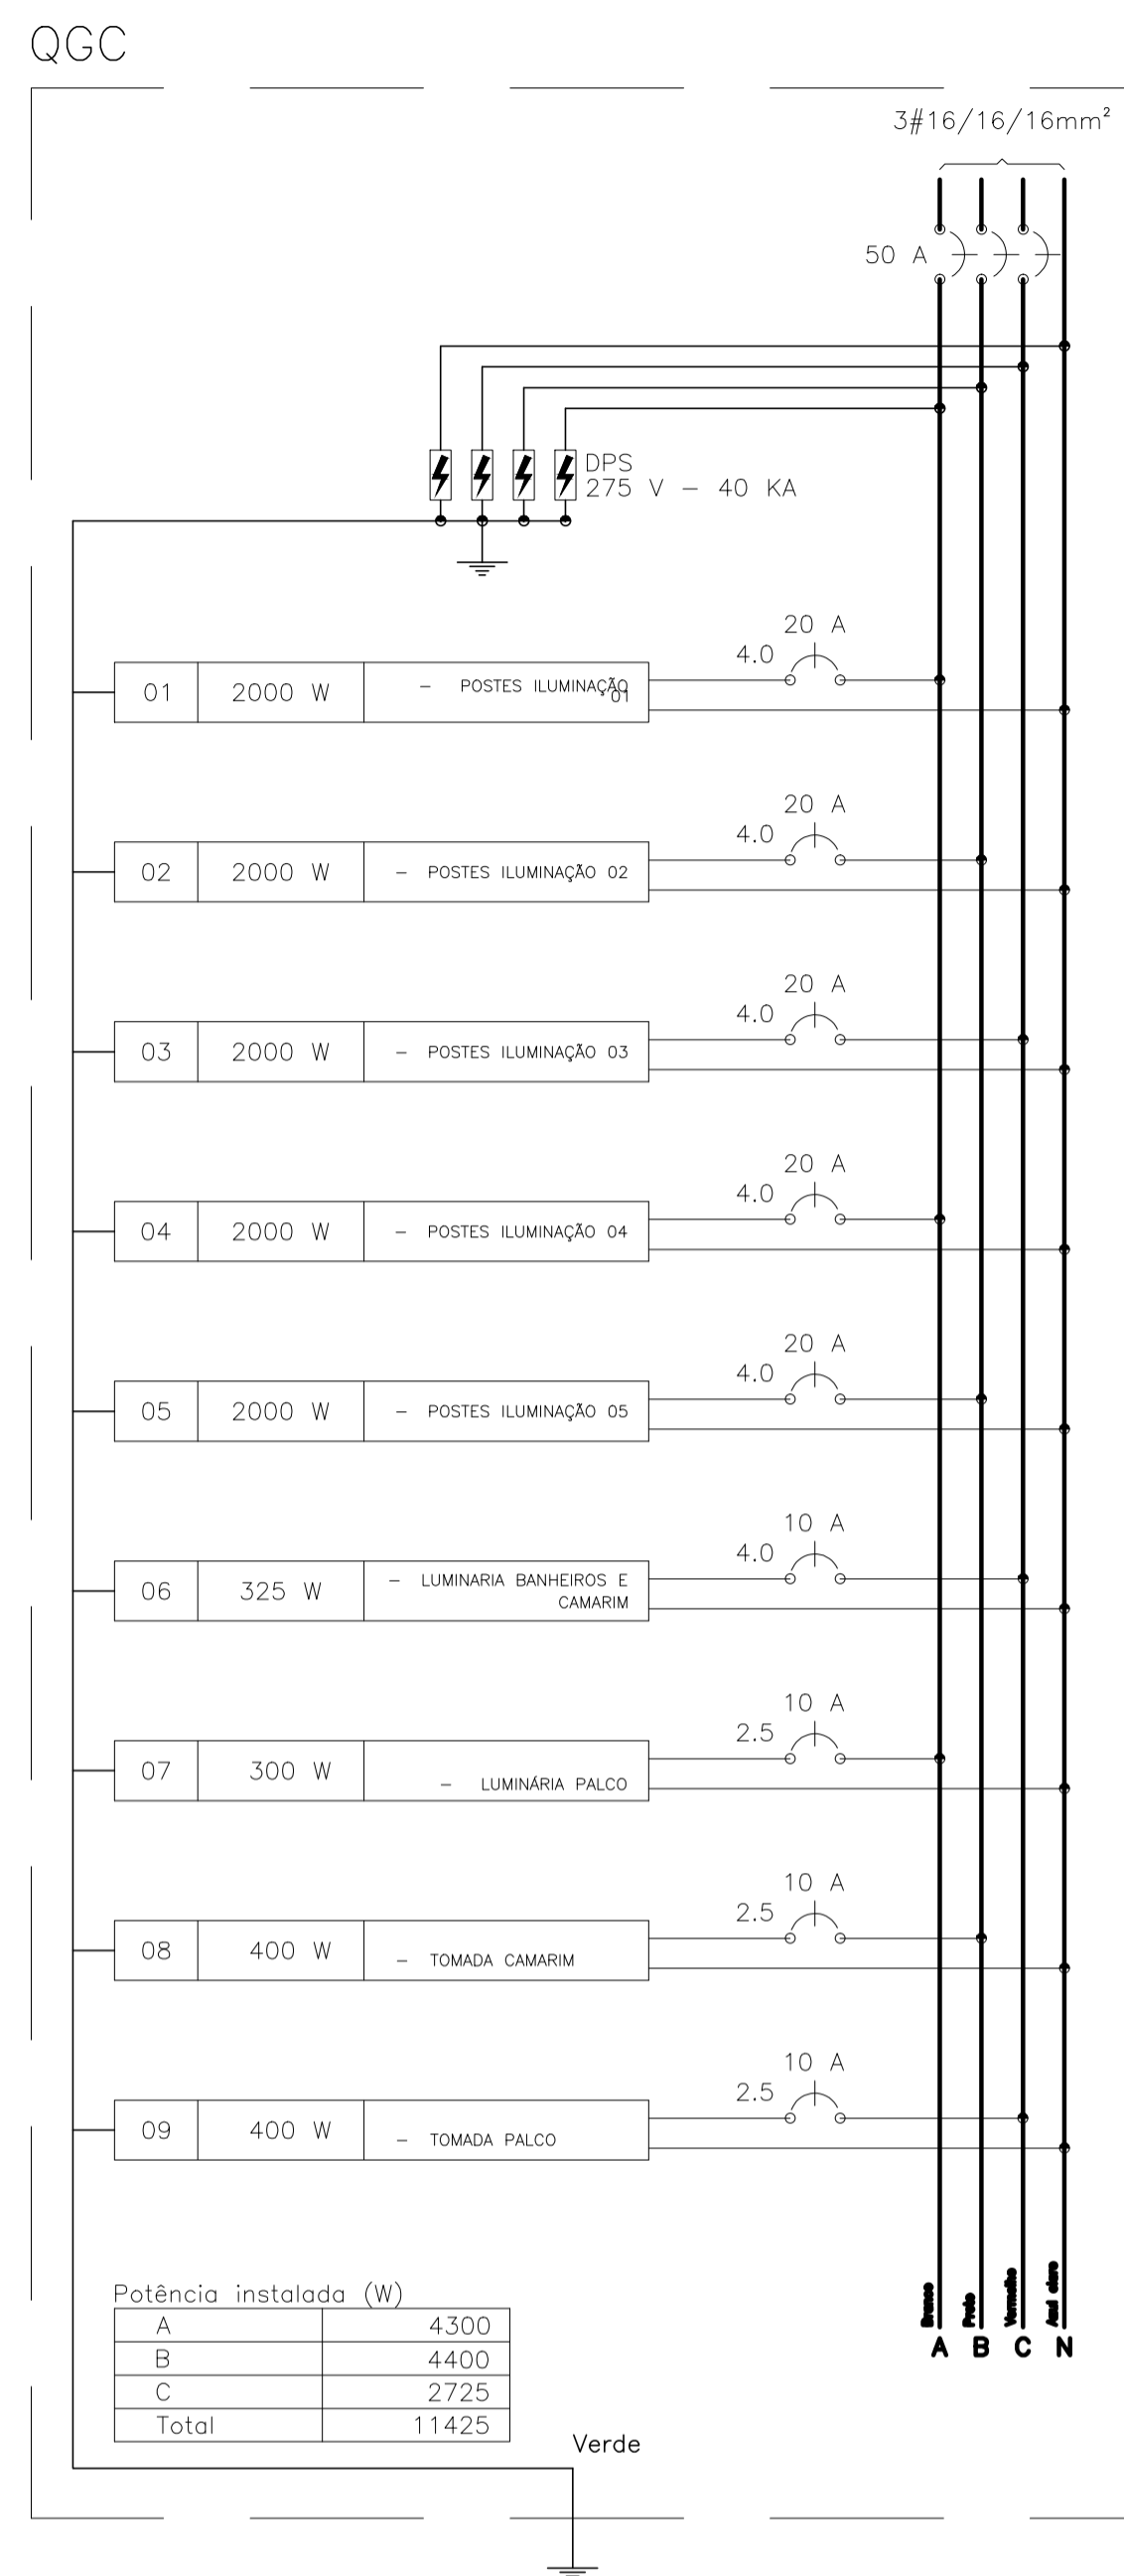 QGC
3#16/16/16mm²
50 A
DPS
275 V - 40 KA
20 A
4.0
01 2000 W - POSTES ILUMINAÇÃO
01
20 A
4.0
02 2000 W - POSTES ILUMINAÇÃO 02
20 A
4.0
03 2000 W - POSTES ILUMINAÇÃO 03
20 A
4.0
04 2000 W - POSTES ILUMINAÇÃO 04
20 A
4.0
05 2000 W - POSTES ILUMINAÇÃO 05
10 A
4.0
06 325 W - LUMINARIA BANHEIROS E
CAMARIM
10 A
2.5
07 300 W - LUMINÁRIA PALCO
10 A
2.5
08 400 W - TOMADA CAMARIM
10 A
2.5
09 400 W - TOMADA PALCO
Branco
Preto
Vermelho
Azul claro
A B C N
Potência instalada (W)
A 4300
B 4400
C 2725
Total 11425
Verde